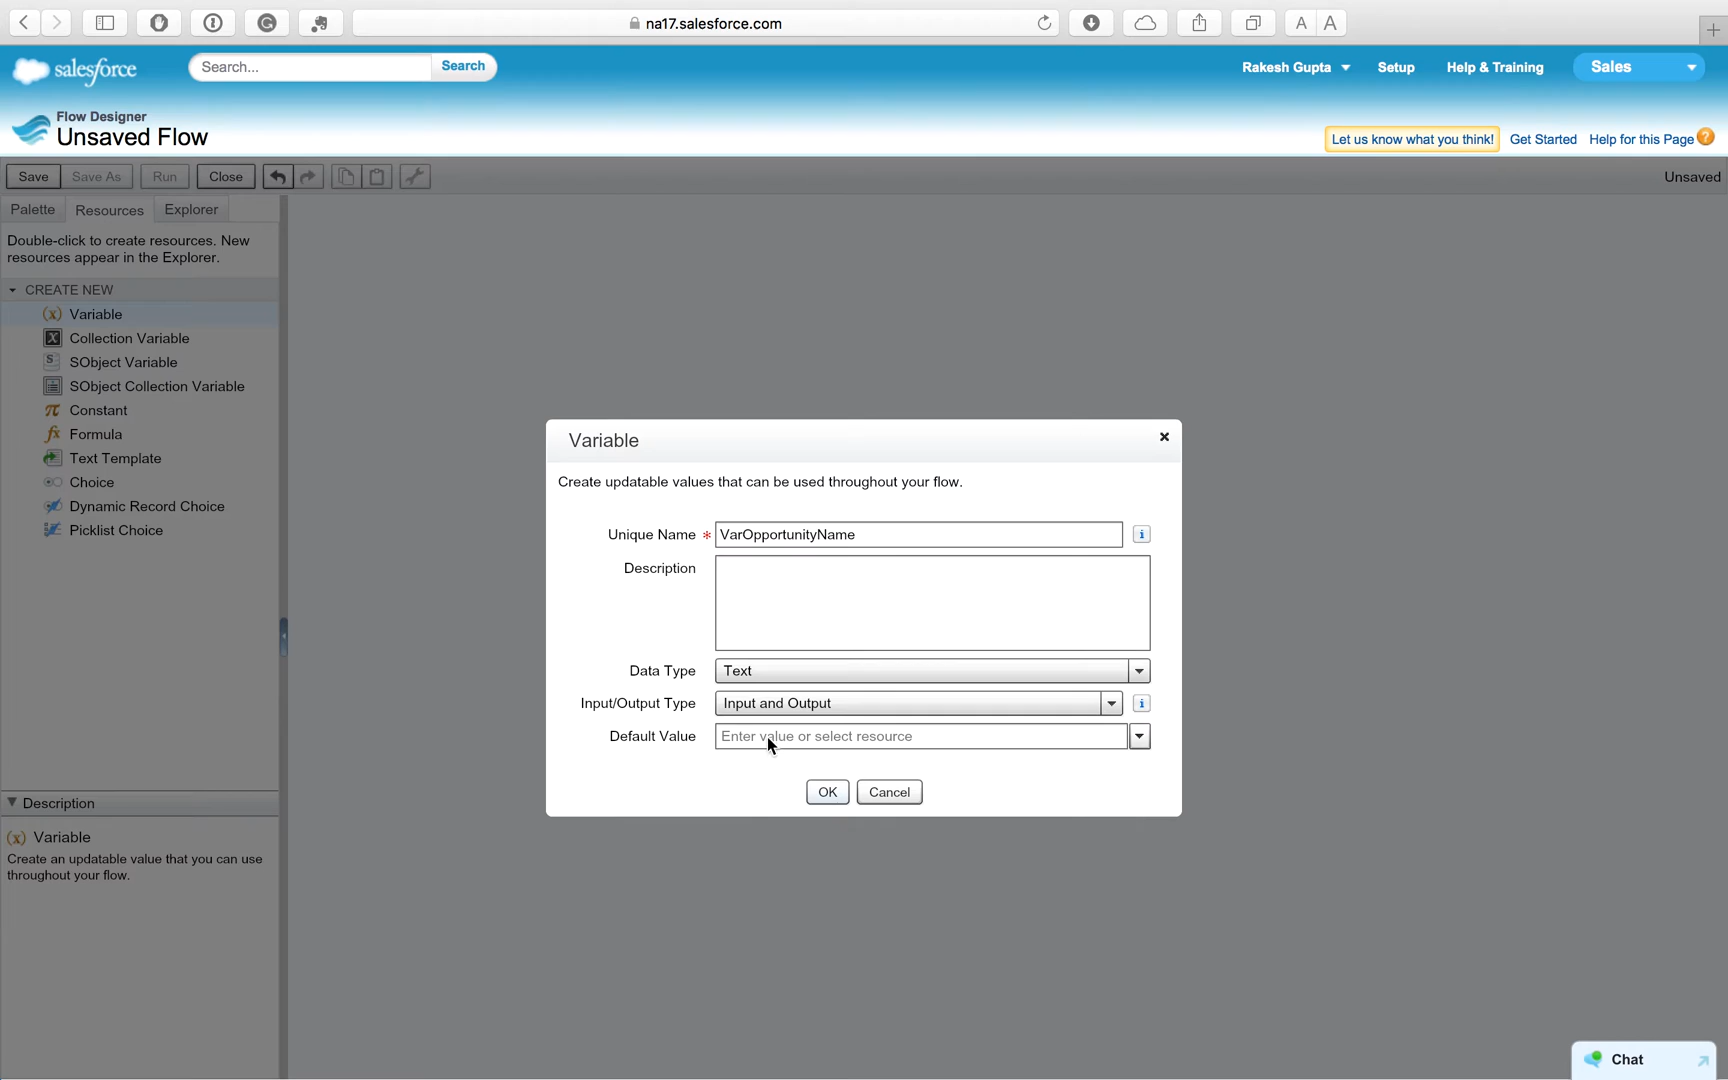 na17.salesforce.com
A A
salesforce
Search...
Search
Rakesh Gupta
Setup
Help & Training
Sales
Flow Designer
Unsaved Flow
Let us know what you think!
Get Started
Help for this Page
Save
Save As
Run
Close
Unsaved
Palette
Resources
Explorer
Double-click to create resources. New
resources appear in the Explorer.
CREATE NEW
Variable
Collection Variable
SObject Variable
SObject Collection Variable
Constant
Formula
Text Template
Choice
Dynamic Record Choice
Picklist Choice
Variable
Create updatable values that can be used throughout your flow.
Unique Name * VarOpportunityName
Description
Data Type Text
Input/Output Type Input and Output
Default Value Enter value or select resource
OK
Cancel
Description
(x) Variable
Create an updatable value that you can use
throughout your flow.
Chat